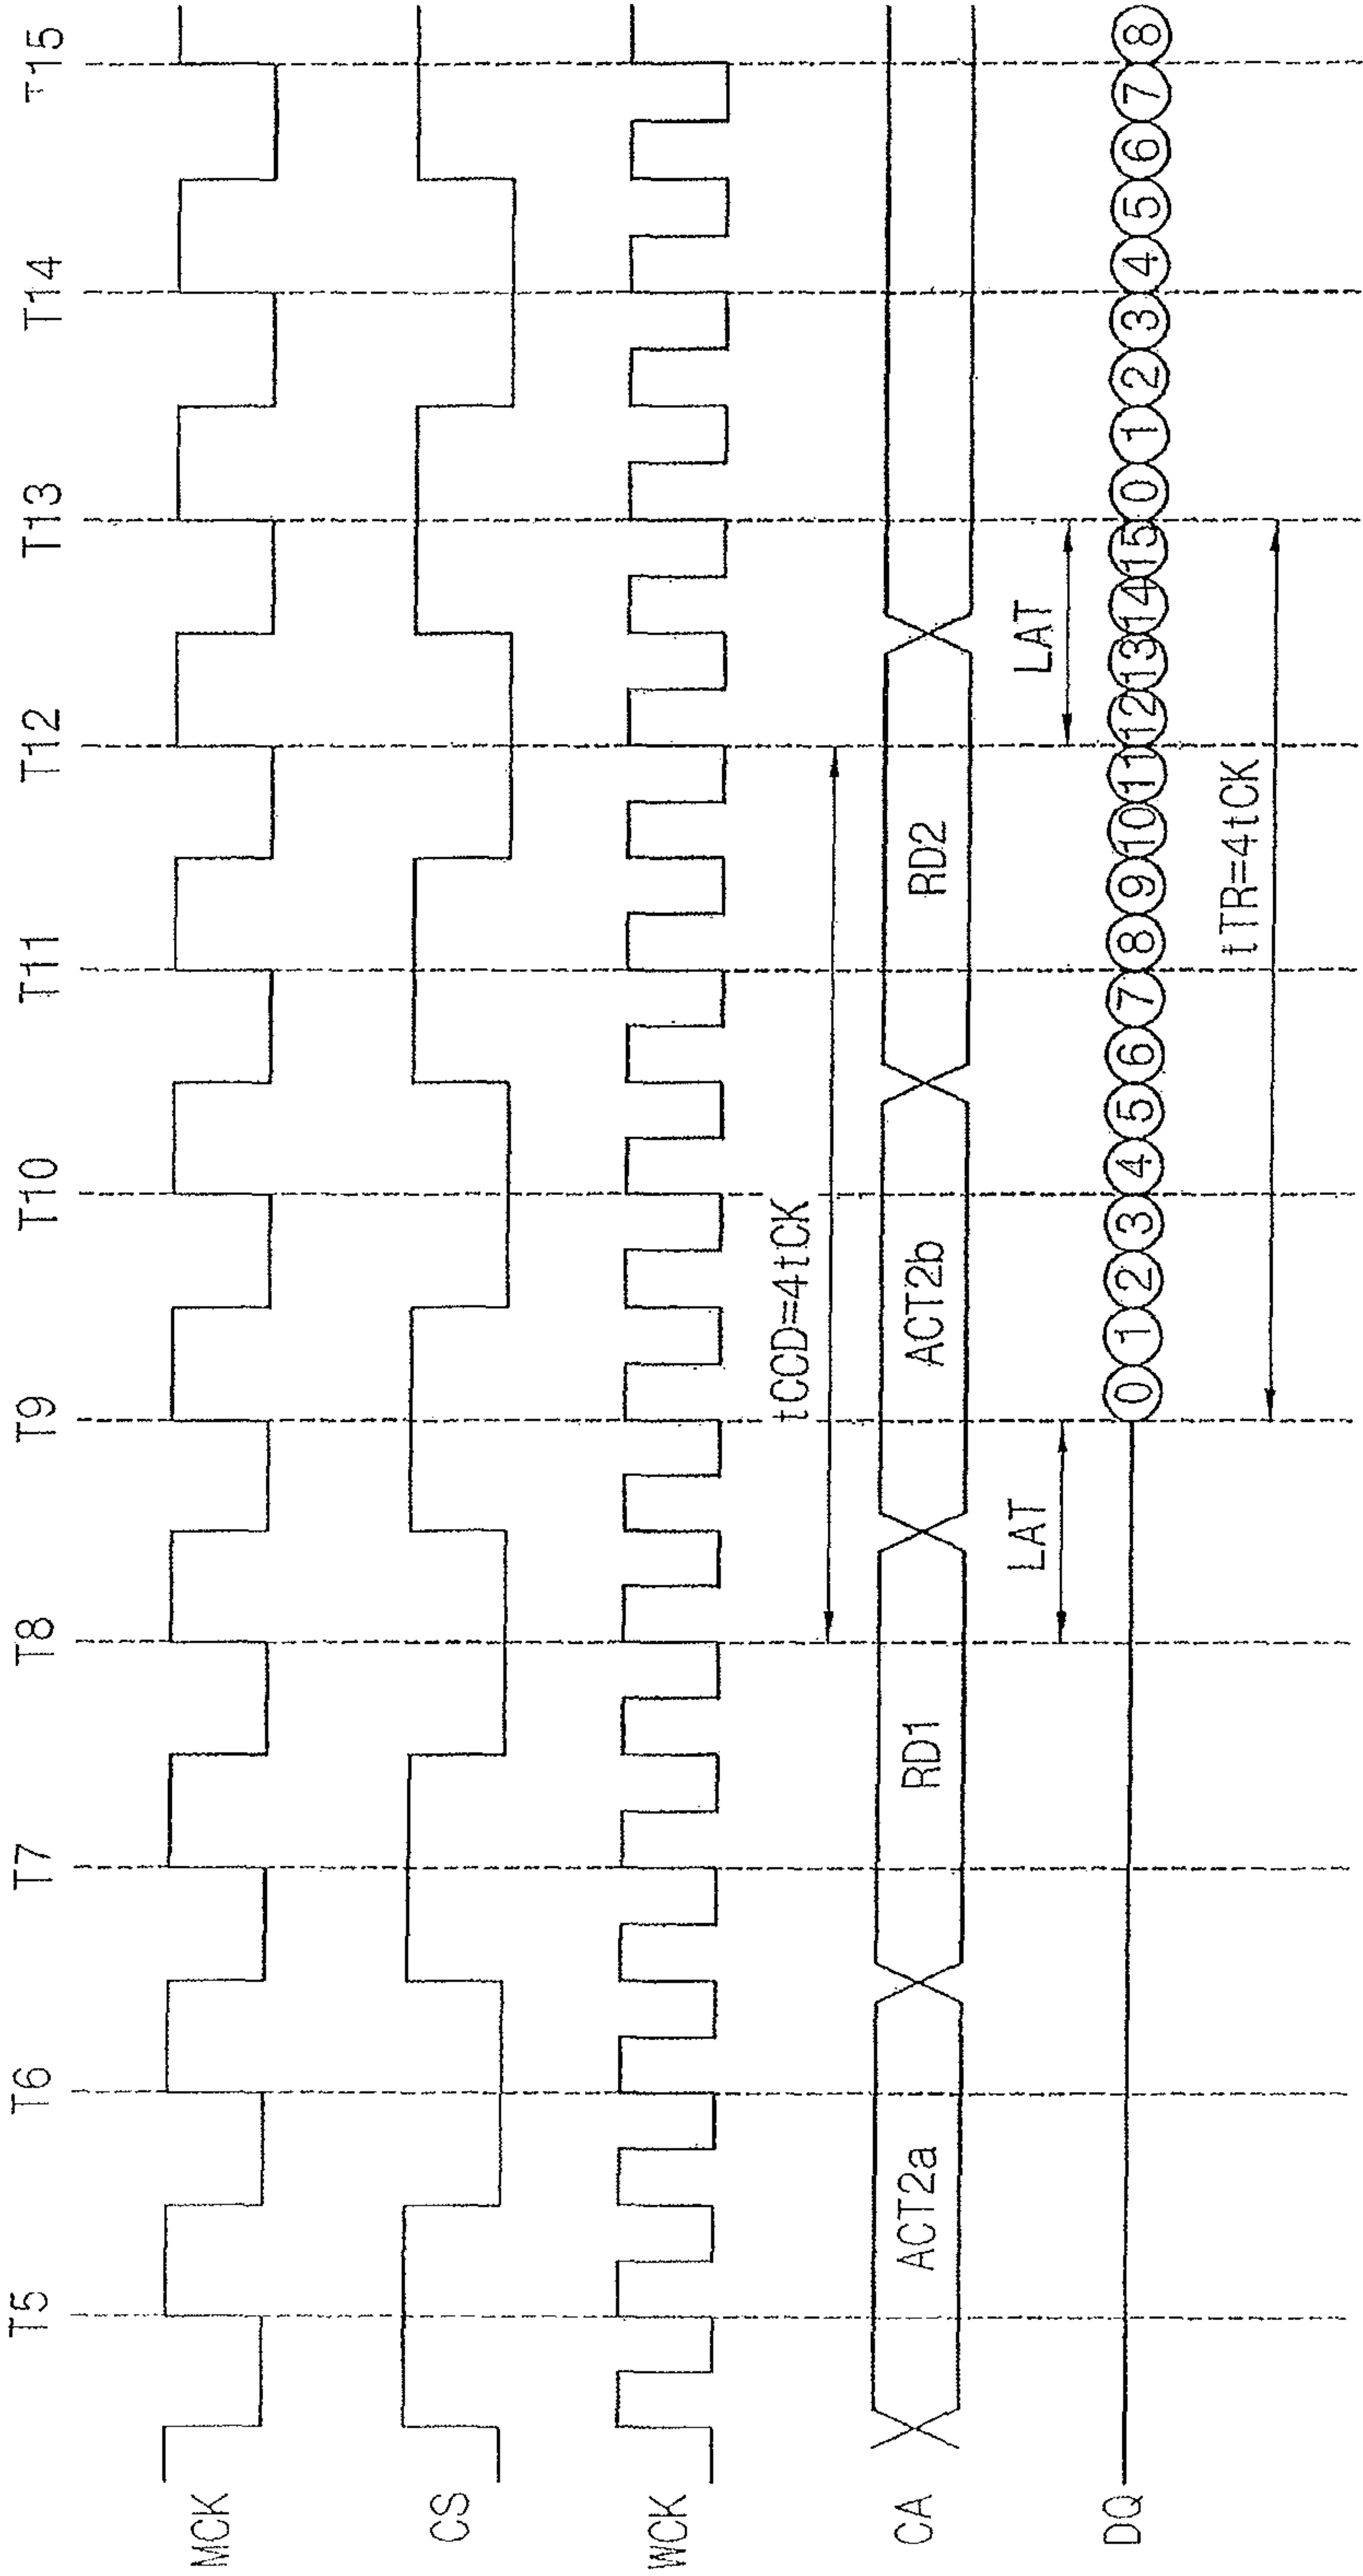 T5 T6 T7 T8 T9 T10 T11 T12 T13 T14 T15
MCK
CS
WCK
tCCD=4tCK
CA ACT2a RD1 ACT2b RD2
LAT LAT
DQ 0 1 2 3 4 5 6 7 8 9 10 11 12 13 14 15 0 1 2 3 4 5 6 7 8
tTR=4tCK